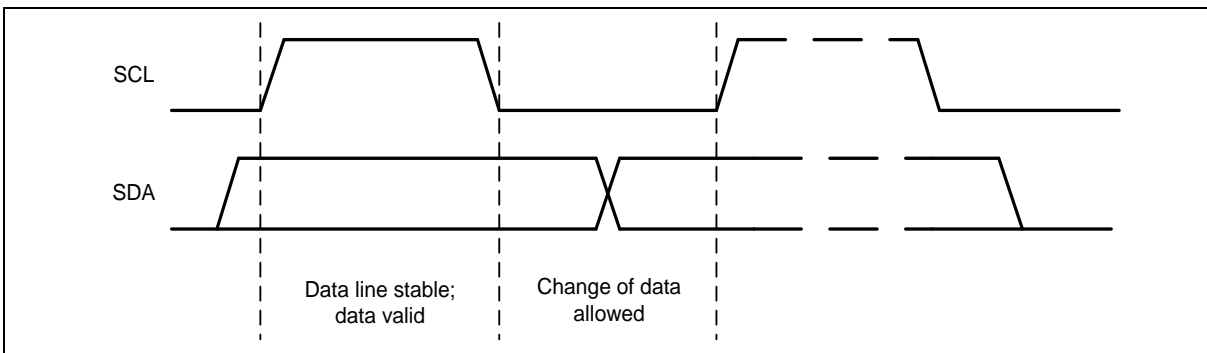 SCL
SDA
Data line stable;
data valid
Change of data
allowed